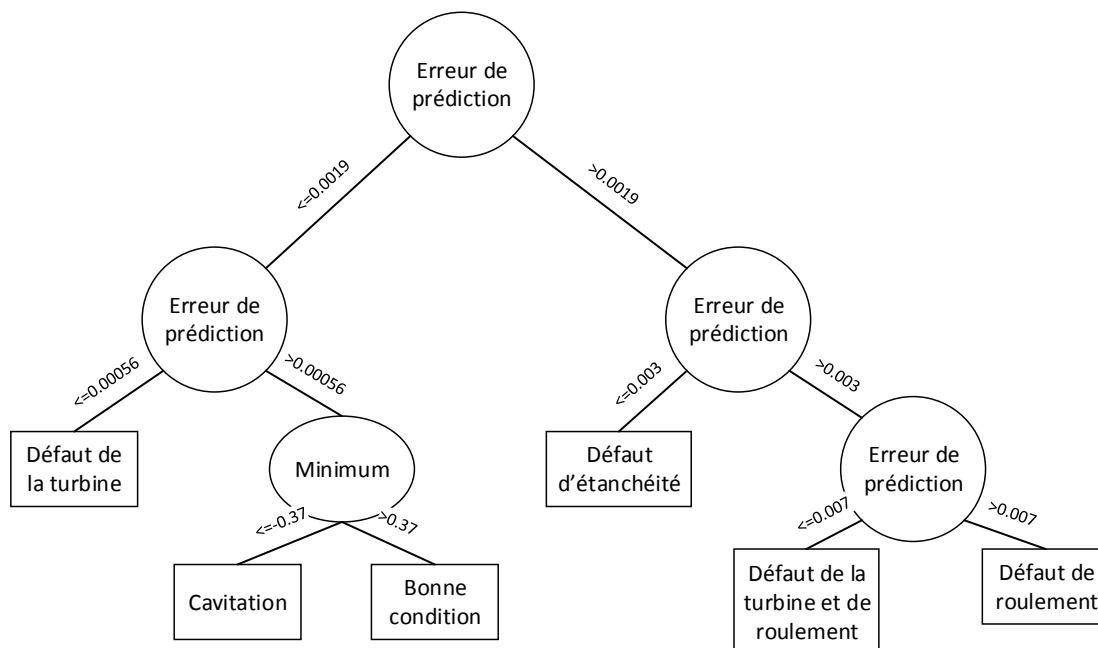 Erreur de
prédiction
<=0.0019
>0.0019
Erreur de
prédiction
Erreur de
prédiction
<=0.00056
>0.00056
<=0.003
>0.003
Défaut de
la turbine
Minimum
Défaut
d'étanchéité
Erreur de
prédiction
<=-0.37
>0.37
<=0.007
>0.007
Cavitation
Bonne
condition
Défaut de la
turbine et de
roulement
Défaut de
roulement